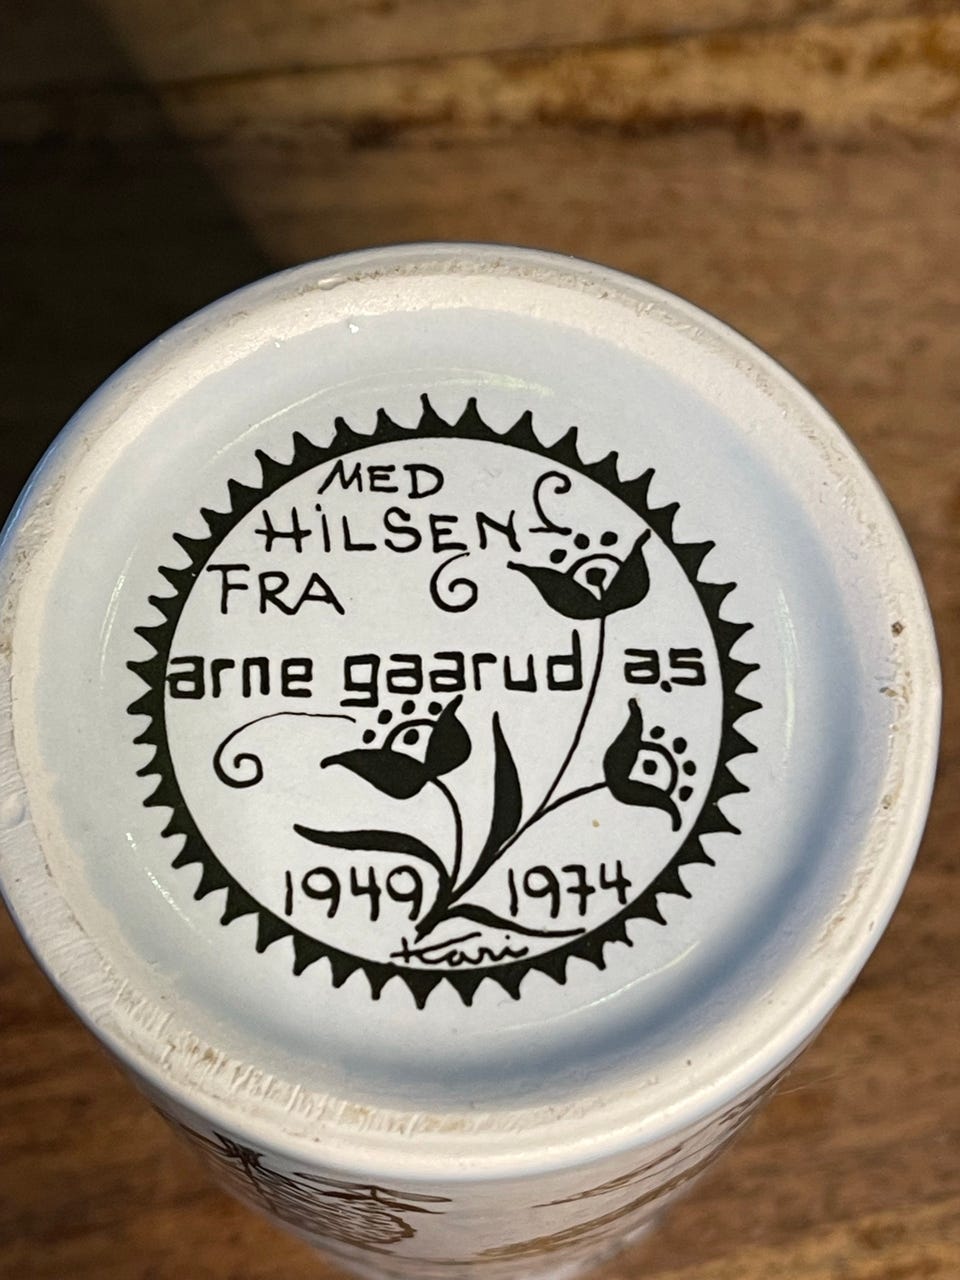 MED
HiLSEN
FRA
arne gaarud a.s
1949 1974
Kari